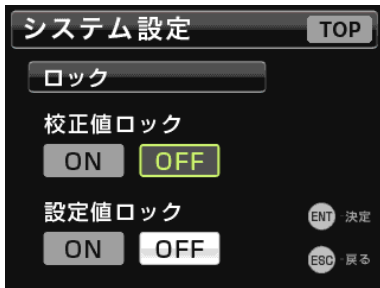 システム設定 TOP
ロック
校正値ロック
ON OFF
設定値ロック
ENT - 決定
ON OFF
ESC - 戻る